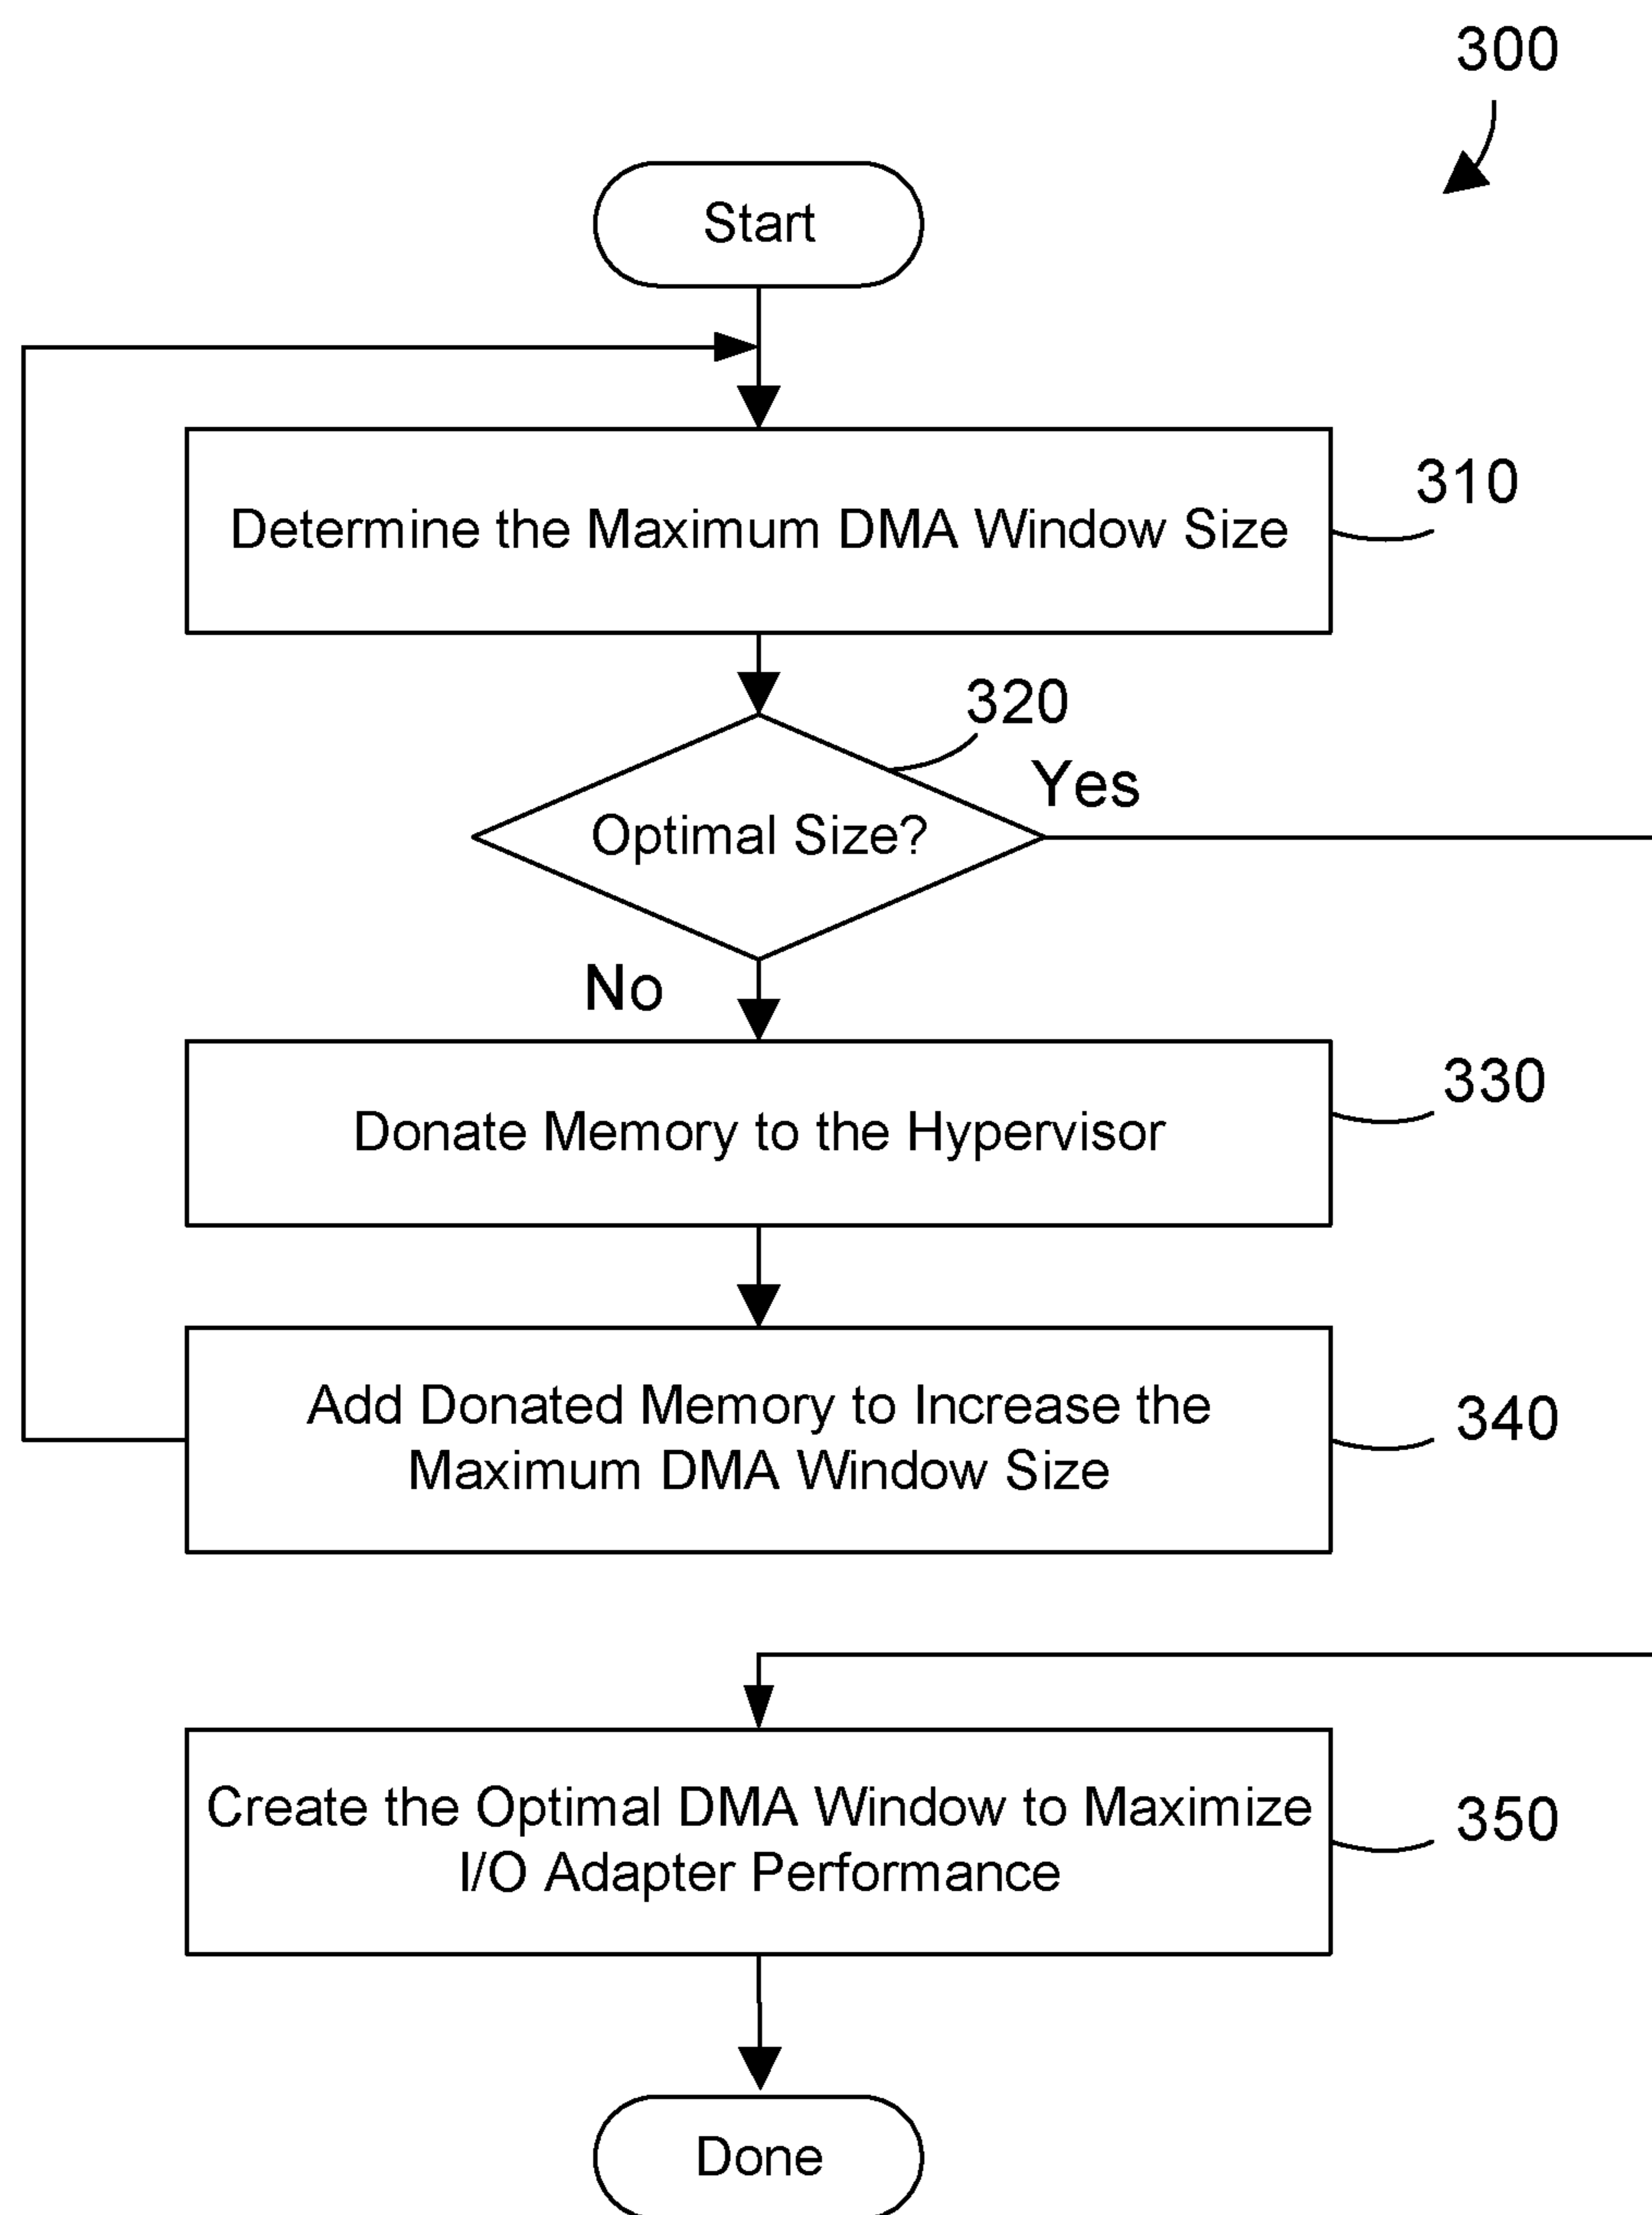 300
Start
Determine the Maximum DMA Window Size
310
320
Yes
Optimal Size?
No
Donate Memory to the Hypervisor
330
Add Donated Memory to Increase the
Maximum DMA Window Size
340
Create the Optimal DMA Window to Maximize
I/O Adapter Performance
350
Done